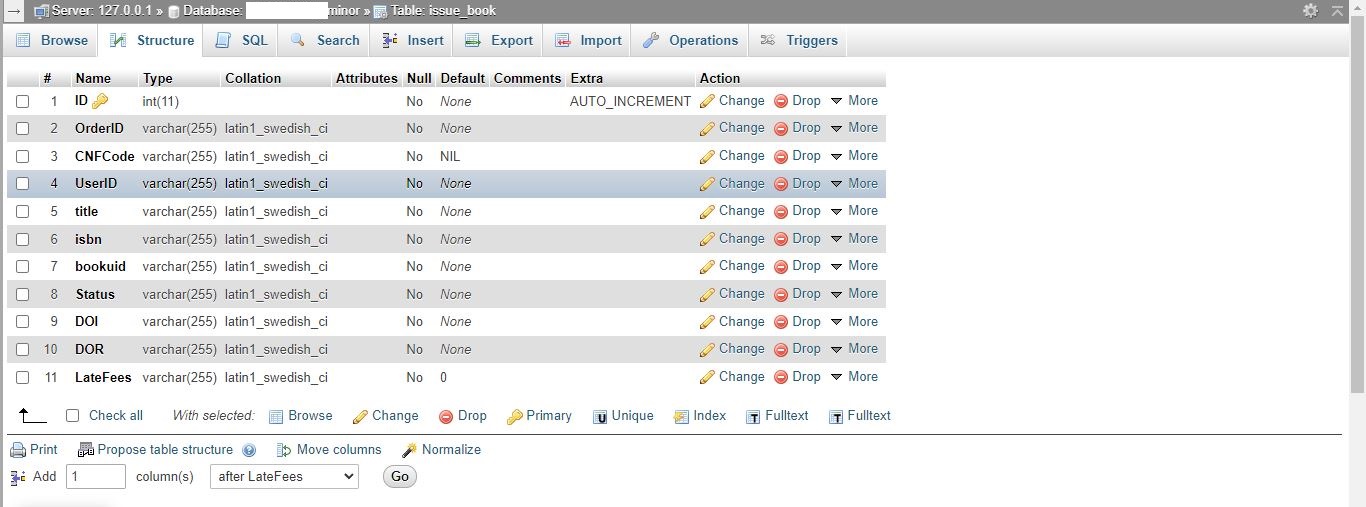 Server: 127.0.0.1 » Database: minor » Table: issue_book
Browse Structure SQL Search Insert Export Import Operations Triggers
# Name Type Collation Attributes Null Default Comments Extra Action
1 ID int(11) No None AUTO_INCREMENT Change Drop More
2 OrderID varchar(255) latin1_swedish_ci No None Change Drop More
3 CNFCode varchar(255) latin1_swedish_ci No NIL Change Drop More
4 UserID varchar(255) latin1_swedish_ci No None Change Drop More
5 title varchar(255) latin1_swedish_ci No None Change Drop More
6 isbn varchar(255) latin1_swedish_ci No None Change Drop More
7 bookuid varchar(255) latin1_swedish_ci No None Change Drop More
8 Status varchar(255) latin1_swedish_ci No None Change Drop More
9 DOI varchar(255) latin1_swedish_ci No None Change Drop More
10 DOR varchar(255) latin1_swedish_ci No None Change Drop More
11 LateFees varchar(255) latin1_swedish_ci No 0 Change Drop More
Check all With selected: Browse Change Drop Primary Unique Index Fulltext Fulltext
Print Propose table structure Move columns Normalize
Add 1 column(s) after LateFees Go